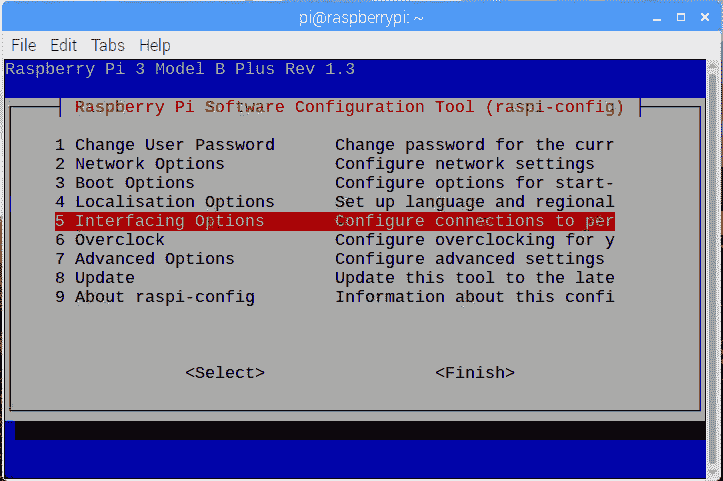 pi@raspberrypi: ~
File Edit Tabs Help
Raspberry Pi 3 Model B Plus Rev 1.3
Raspberry Pi Software Configuration Tool (raspi-config)
1 Change User Password Change password for the curr
2 Network Options Configure network settings
3 Boot Options Configure options for start-
4 Localisation Options Set up language and regional
5 Interfacing Options Configure connections to per
6 Overclock Configure overclocking for y
7 Advanced Options Configure advanced settings
8 Update Update this tool to the late
9 About raspi-config Information about this confi
<Select> <Finish>